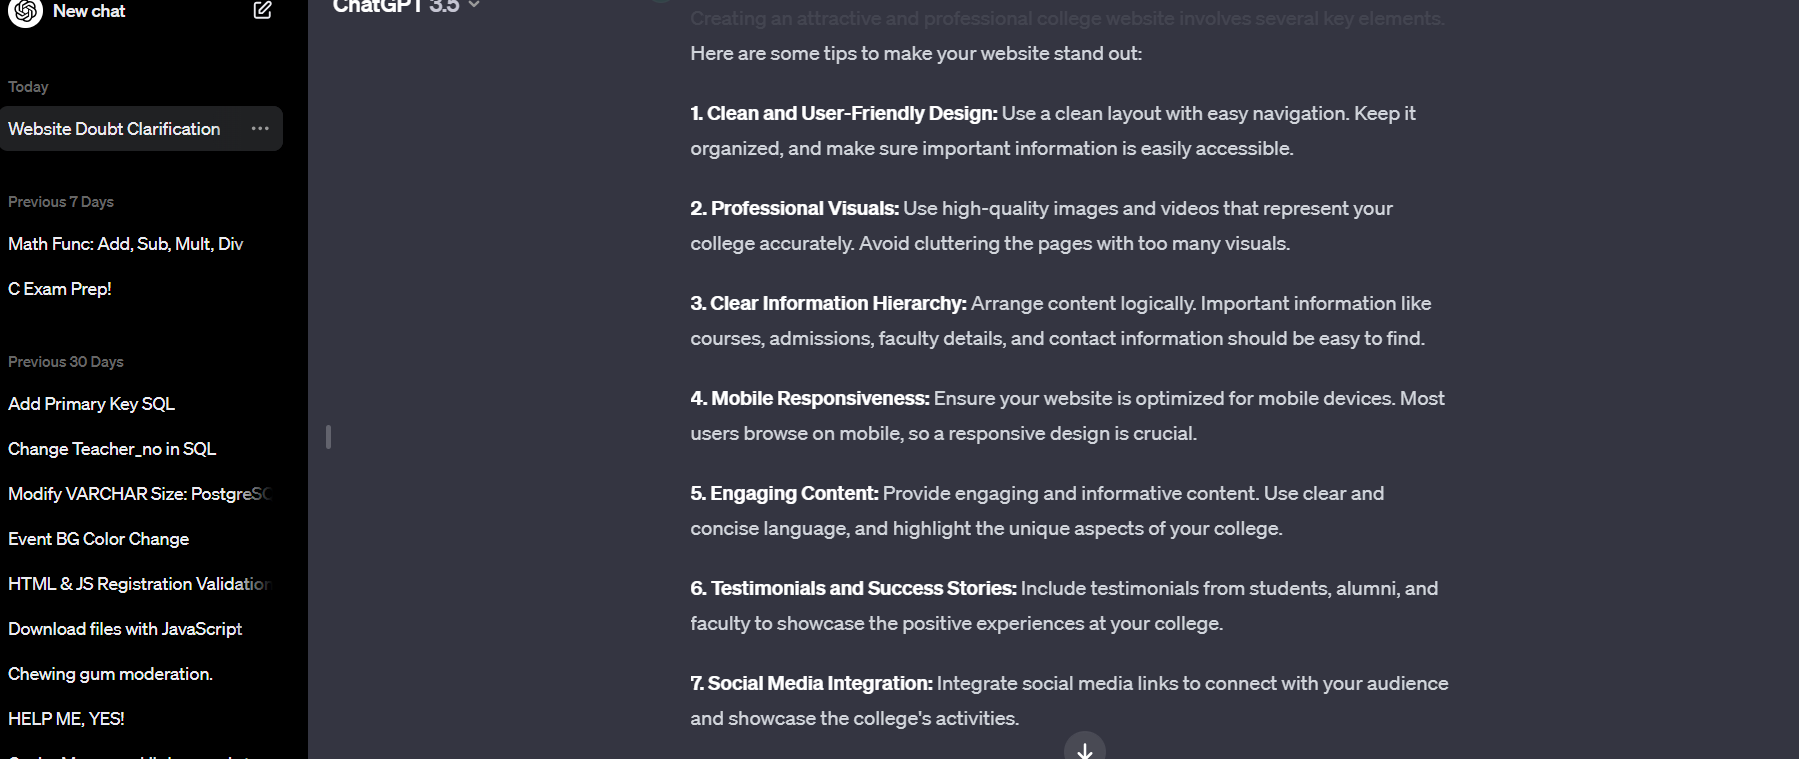 New chat
Today
Website Doubt Clarification
Previous 7 Days
Math Func: Add, Sub, Mult, Div
C Exam Prep!
Previous 30 Days
Add Primary Key SQL
Change Teacher_no in SQL
Modify VARCHAR Size: PostgreSQ
Event BG Color Change
HTML & JS Registration Validation
Download files with JavaScript
Chewing gum moderation.
HELP ME, YES!
ChatGPT 3.5
Creating an attractive and professional college website involves several key elements.
Here are some tips to make your website stand out:
1. Clean and User-Friendly Design: Use a clean layout with easy navigation. Keep it
organized, and make sure important information is easily accessible.
2. Professional Visuals: Use high-quality images and videos that represent your
college accurately. Avoid cluttering the pages with too many visuals.
3. Clear Information Hierarchy: Arrange content logically. Important information like
courses, admissions, faculty details, and contact information should be easy to find.
4. Mobile Responsiveness: Ensure your website is optimized for mobile devices. Most
users browse on mobile, so a responsive design is crucial.
5. Engaging Content: Provide engaging and informative content. Use clear and
concise language, and highlight the unique aspects of your college.
6. Testimonials and Success Stories: Include testimonials from students, alumni, and
faculty to showcase the positive experiences at your college.
7. Social Media Integration: Integrate social media links to connect with your audience
and showcase the college's activities.